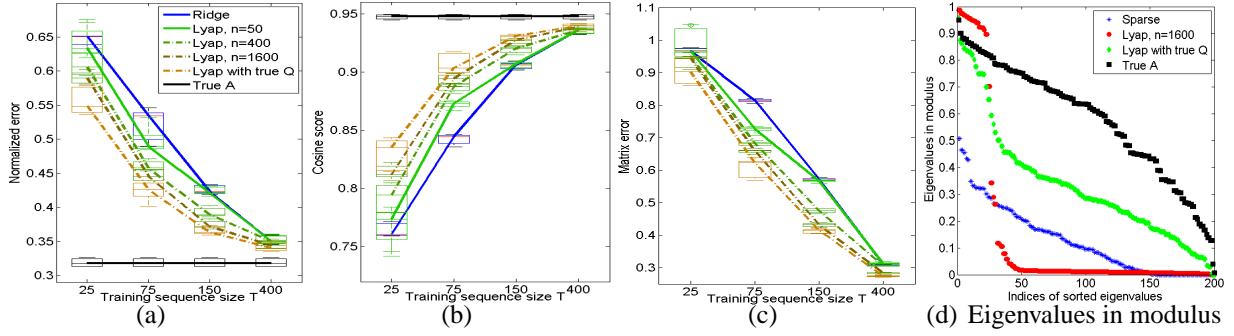 Normalized error
0.65
0.6
0.55
0.5
0.45
0.4
0.35
0.3
25 75 150 400
Training sequence size T
Ridge
Lyap, n=50
Lyap, n=400
Lyap, n=1600
Lyap with true Q
True A
(a)
Cosine score
0.95
0.9
0.85
0.8
0.75
25 75 150 400
Training sequence size T
(b)
Matrix error
1.1
1
0.9
0.8
0.7
0.6
0.5
0.4
0.3
25 75 150 400
Training sequence size T
(c)
Eigenvalues in modulus
1
0.9
0.8
0.7
0.6
0.5
0.4
0.3
0.2
0.1
0
0 50 100 150 200
Indices of sorted eigenvalues
Sparse
Lyap, n=1600
Lyap with true Q
True A
(d) Eigenvalues in modulus